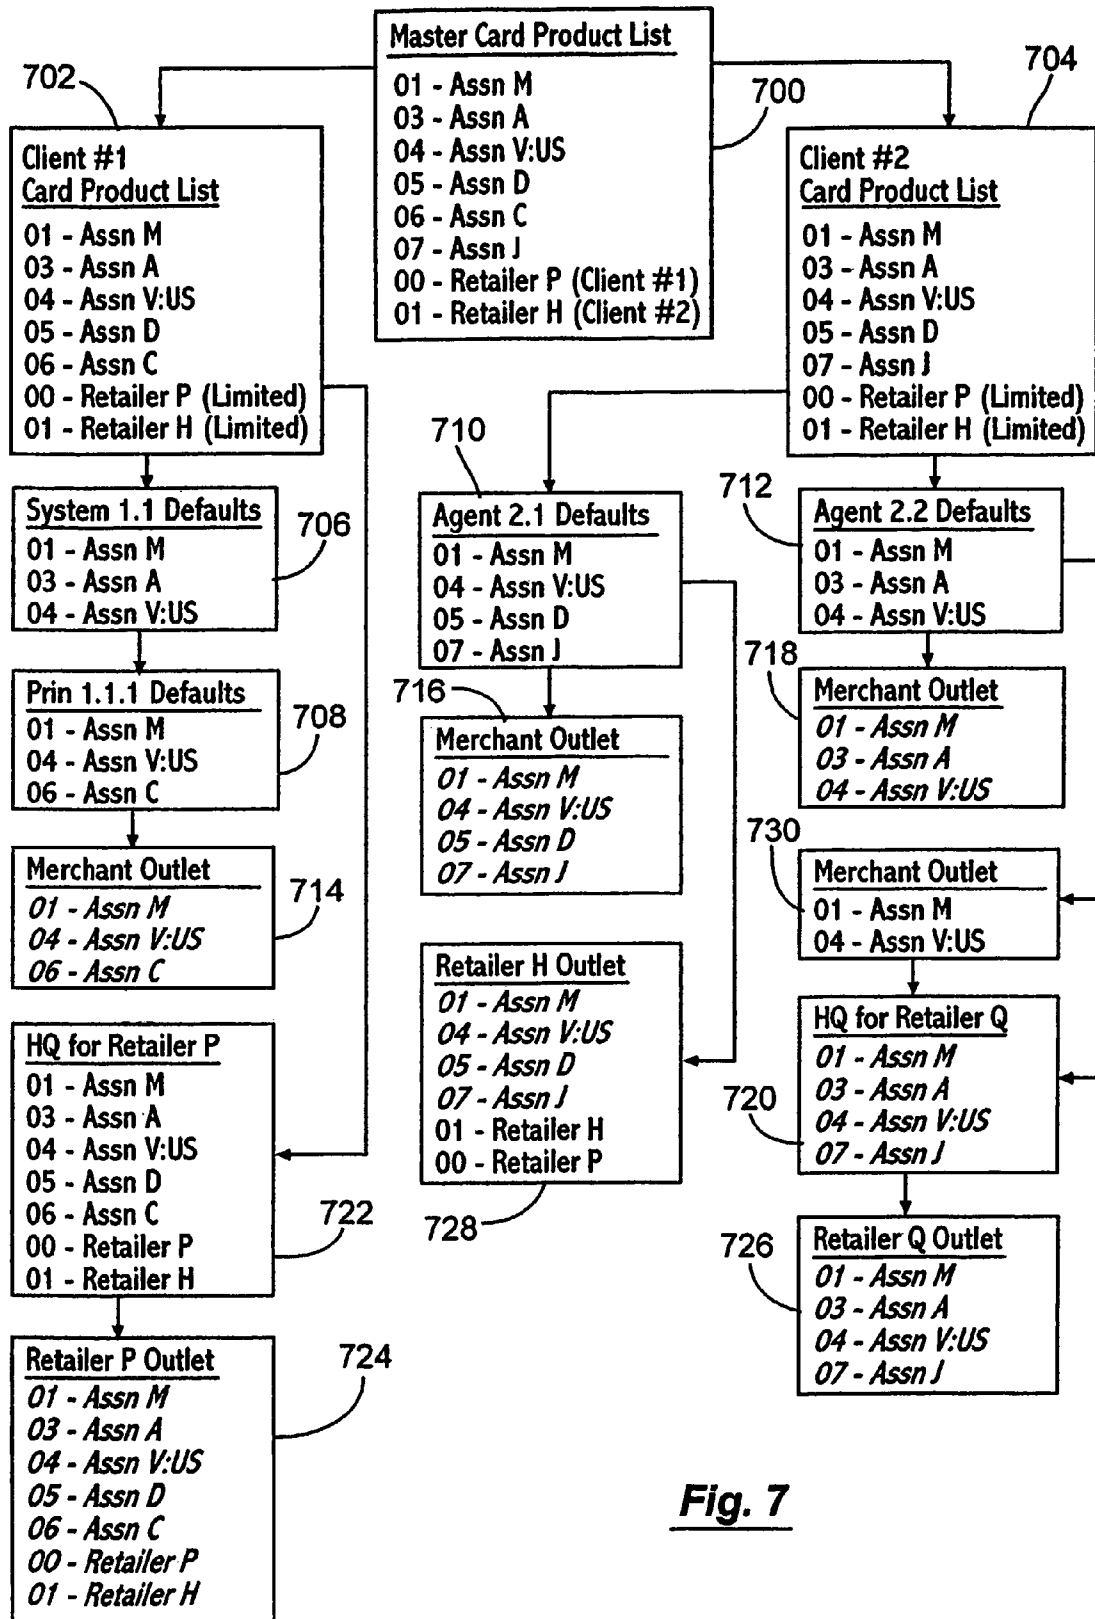 Master Card Product List
01 - Assn M
03 - Assn A
04 - Assn V:US
05 - Assn D
06 - Assn C
07 - Assn J
00 - Retailer P (Client #1)
01 - Retailer H (Client #2)
700
702
Client #1
Card Product List
01 - Assn M
03 - Assn A
04 - Assn V:US
05 - Assn D
06 - Assn C
00 - Retailer P (Limited)
01 - Retailer H (Limited)
704
Client #2
Card Product List
01 - Assn M
03 - Assn A
04 - Assn V:US
05 - Assn D
07 - Assn J
00 - Retailer P (Limited)
01 - Retailer H (Limited)
System 1.1 Defaults
01 - Assn M
03 - Assn A
04 - Assn V:US
706
Prin 1.1.1 Defaults
01 - Assn M
04 - Assn V:US
06 - Assn C
708
Merchant Outlet
01 - Assn M
04 - Assn V:US
06 - Assn C
714
HQ for Retailer P
01 - Assn M
03 - Assn A
04 - Assn V:US
05 - Assn D
06 - Assn C
00 - Retailer P
01 - Retailer H
722
Retailer P Outlet
01 - Assn M
03 - Assn A
04 - Assn V:US
05 - Assn D
06 - Assn C
00 - Retailer P
01 - Retailer H
724
710
Agent 2.1 Defaults
01 - Assn M
04 - Assn V:US
05 - Assn D
07 - Assn J
716
Merchant Outlet
01 - Assn M
04 - Assn V:US
05 - Assn D
07 - Assn J
Retailer H Outlet
01 - Assn M
04 - Assn V:US
05 - Assn D
07 - Assn J
01 - Retailer H
00 - Retailer P
728
712
Agent 2.2 Defaults
01 - Assn M
03 - Assn A
04 - Assn V:US
718
Merchant Outlet
01 - Assn M
03 - Assn A
04 - Assn V:US
730
Merchant Outlet
01 - Assn M
04 - Assn V:US
HQ for Retailer Q
01 - Assn M
03 - Assn A
04 - Assn V:US
07 - Assn J
720
726
Retailer Q Outlet
01 - Assn M
03 - Assn A
04 - Assn V:US
07 - Assn J
Fig. 7